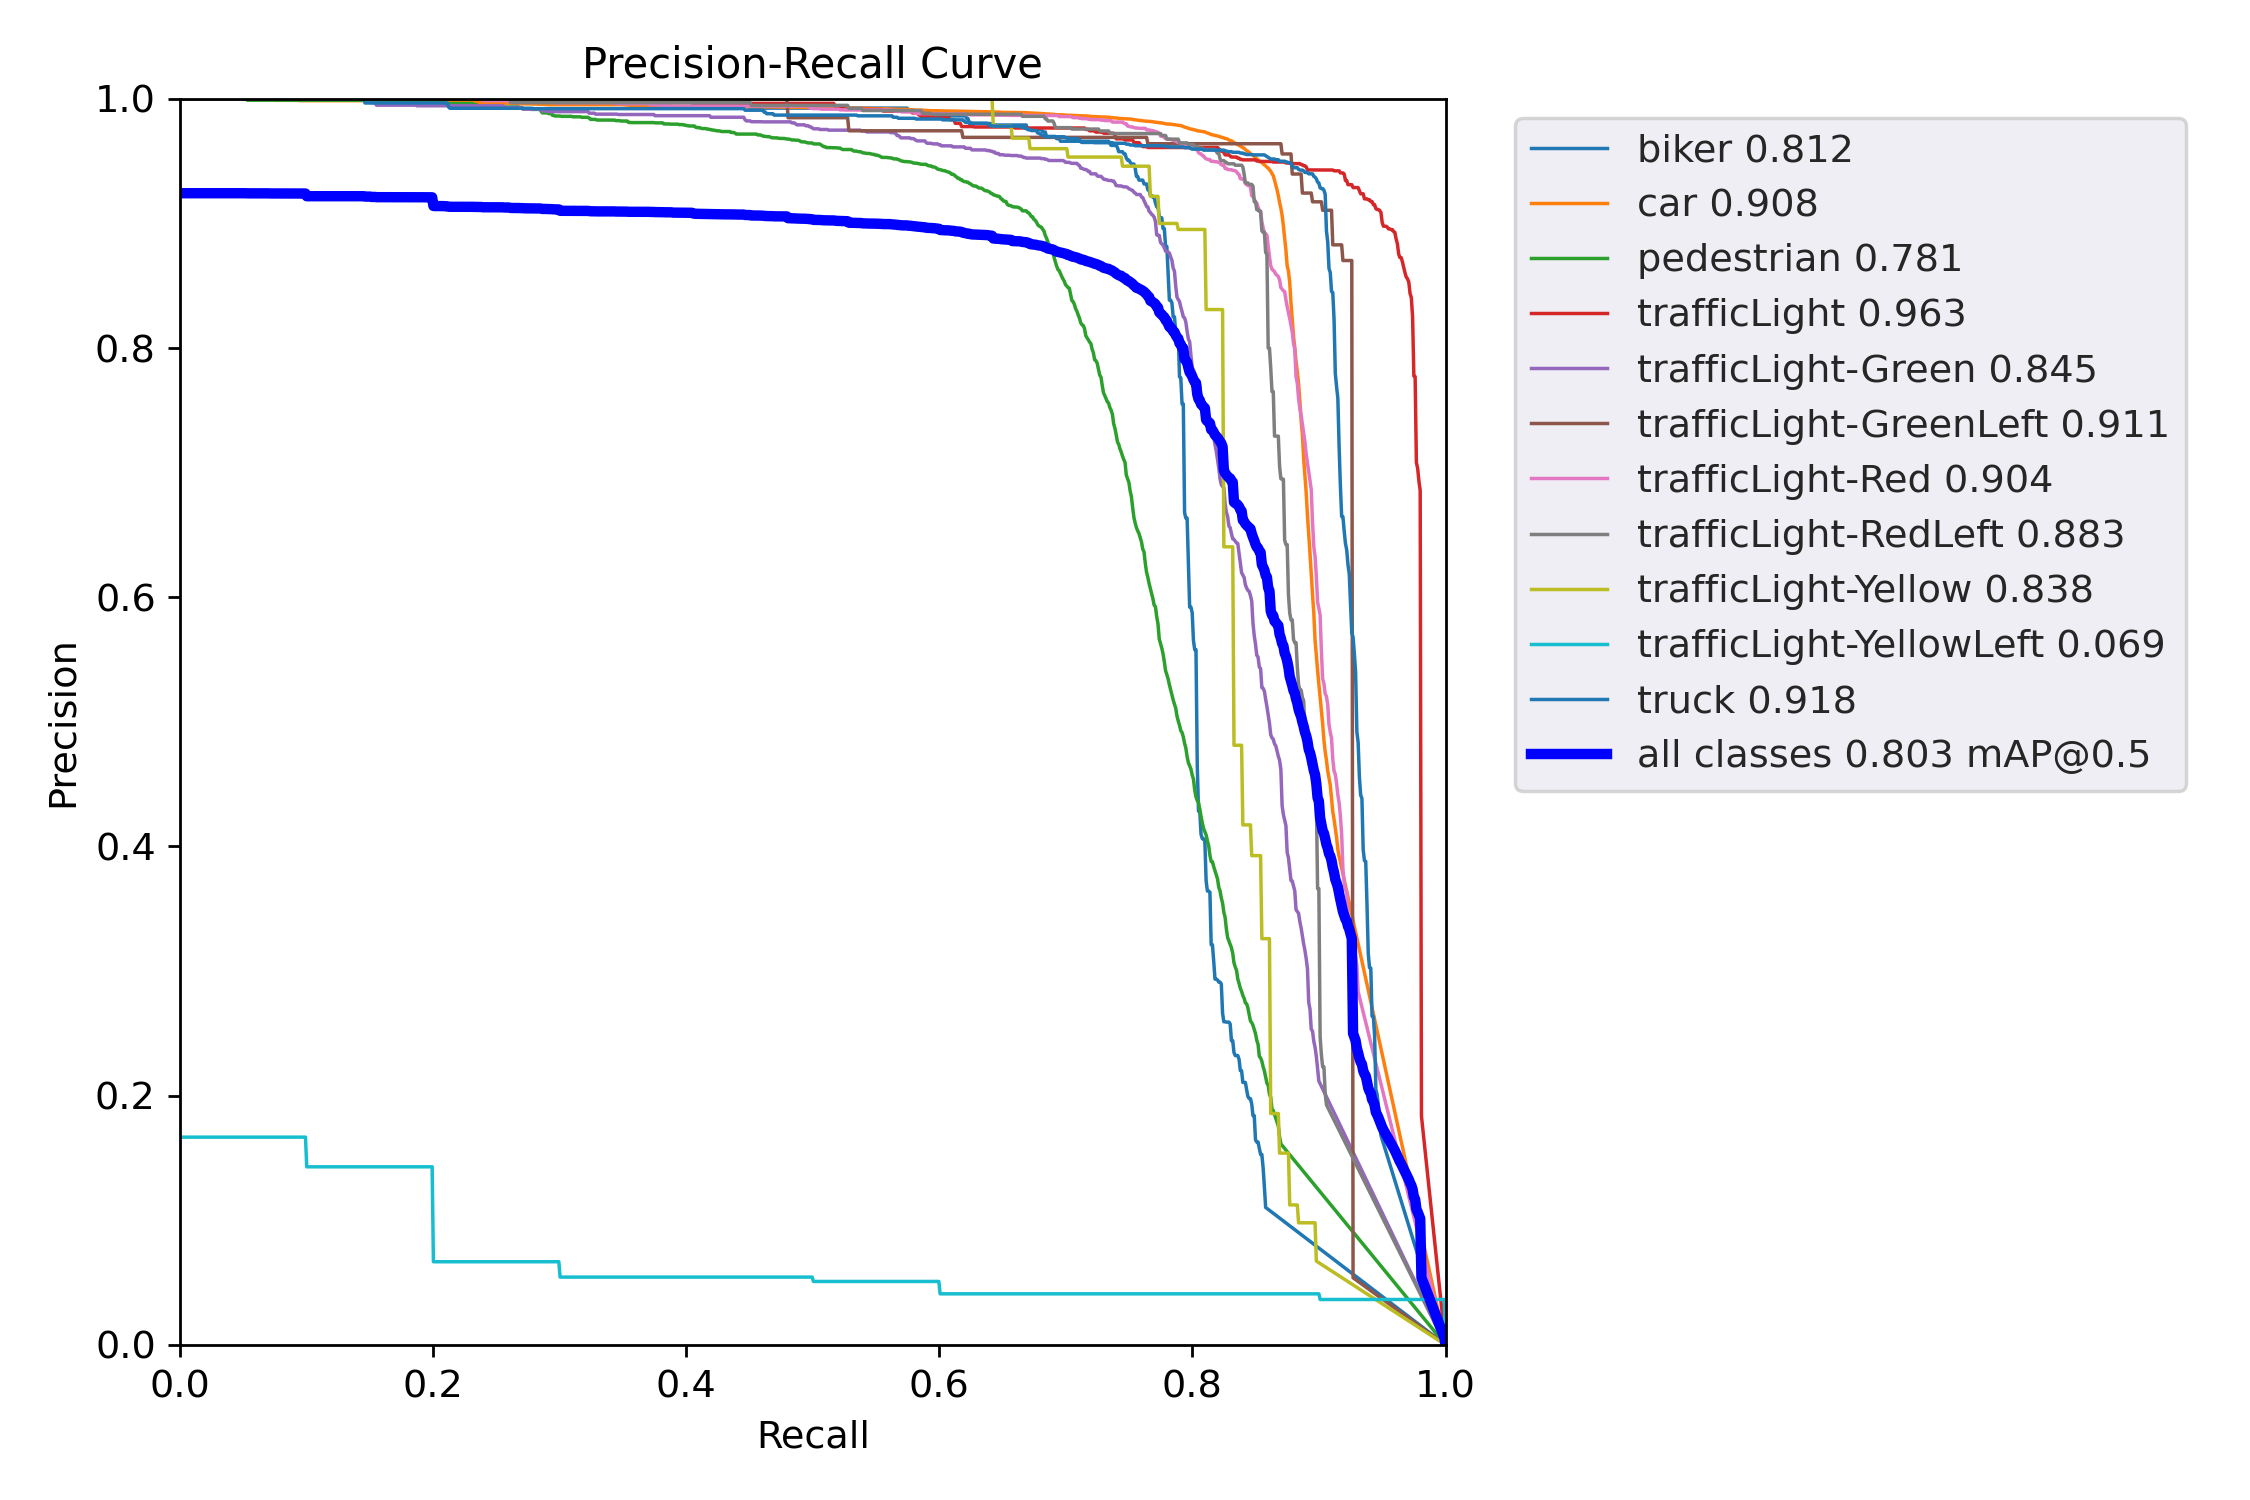 Precision-Recall Curve
1.0
0.8
0.6
0.4
0.2
0.0
Precision
0.0 0.2 0.4 0.6 0.8 1.0
Recall
biker 0.812
car 0.908
pedestrian 0.781
trafficLight 0.963
trafficLight-Green 0.845
trafficLight-GreenLeft 0.911
trafficLight-Red 0.904
trafficLight-RedLeft 0.883
trafficLight-Yellow 0.838
trafficLight-YellowLeft 0.069
truck 0.918
all classes 0.803 mAP@0.5